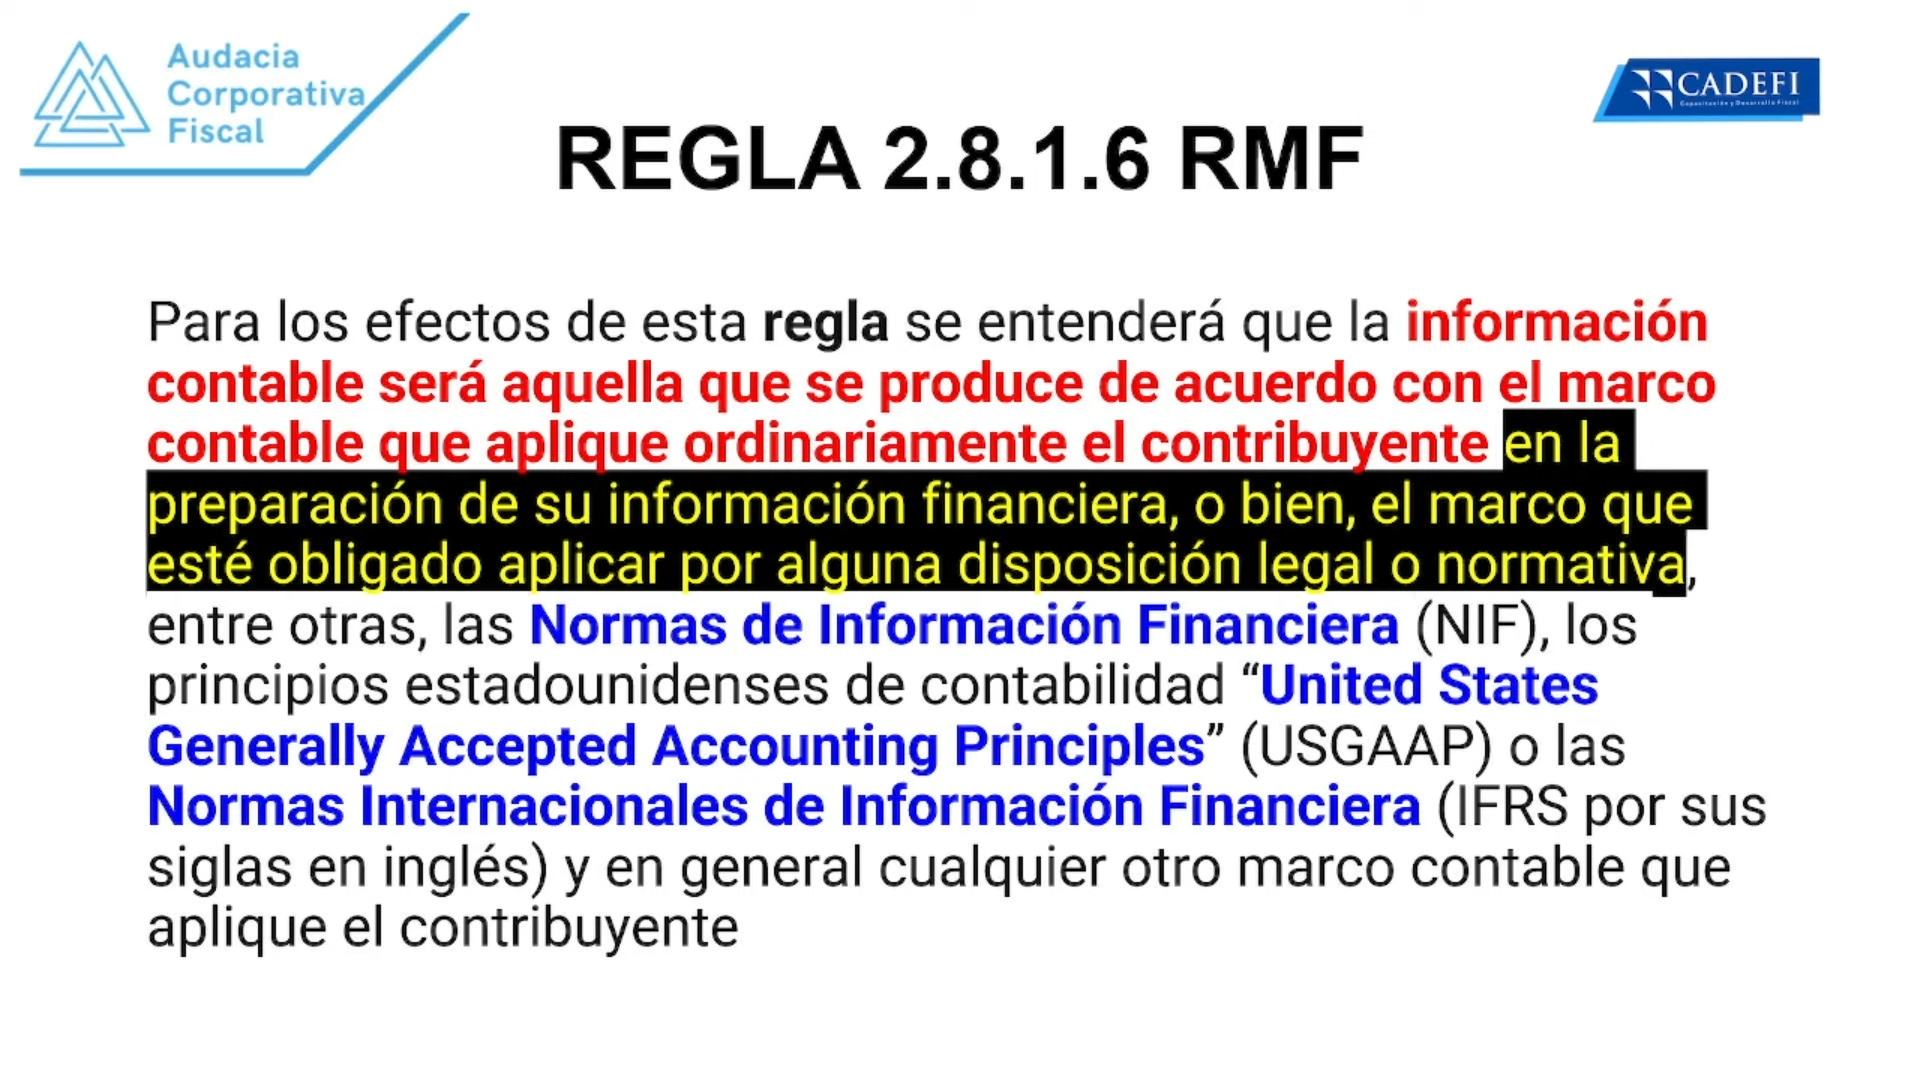 Audacia
Corporativa
Fiscal
CADEFI
Capacitación y Desarrollo Fiscal
REGLA 2.8.1.6 RMF
Para los efectos de esta regla se entenderá que la información
contable será aquella que se produce de acuerdo con el marco
contable que aplique ordinariamente el contribuyente en la
preparación de su información financiera, o bien, el marco que
esté obligado aplicar por alguna disposición legal o normativa,
entre otras, las Normas de Información Financiera (NIF), los
principios estadounidenses de contabilidad “United States
Generally Accepted Accounting Principles” (USGAAP) o las
Normas Internacionales de Información Financiera (IFRS por sus
siglas en inglés) y en general cualquier otro marco contable que
aplique el contribuyente